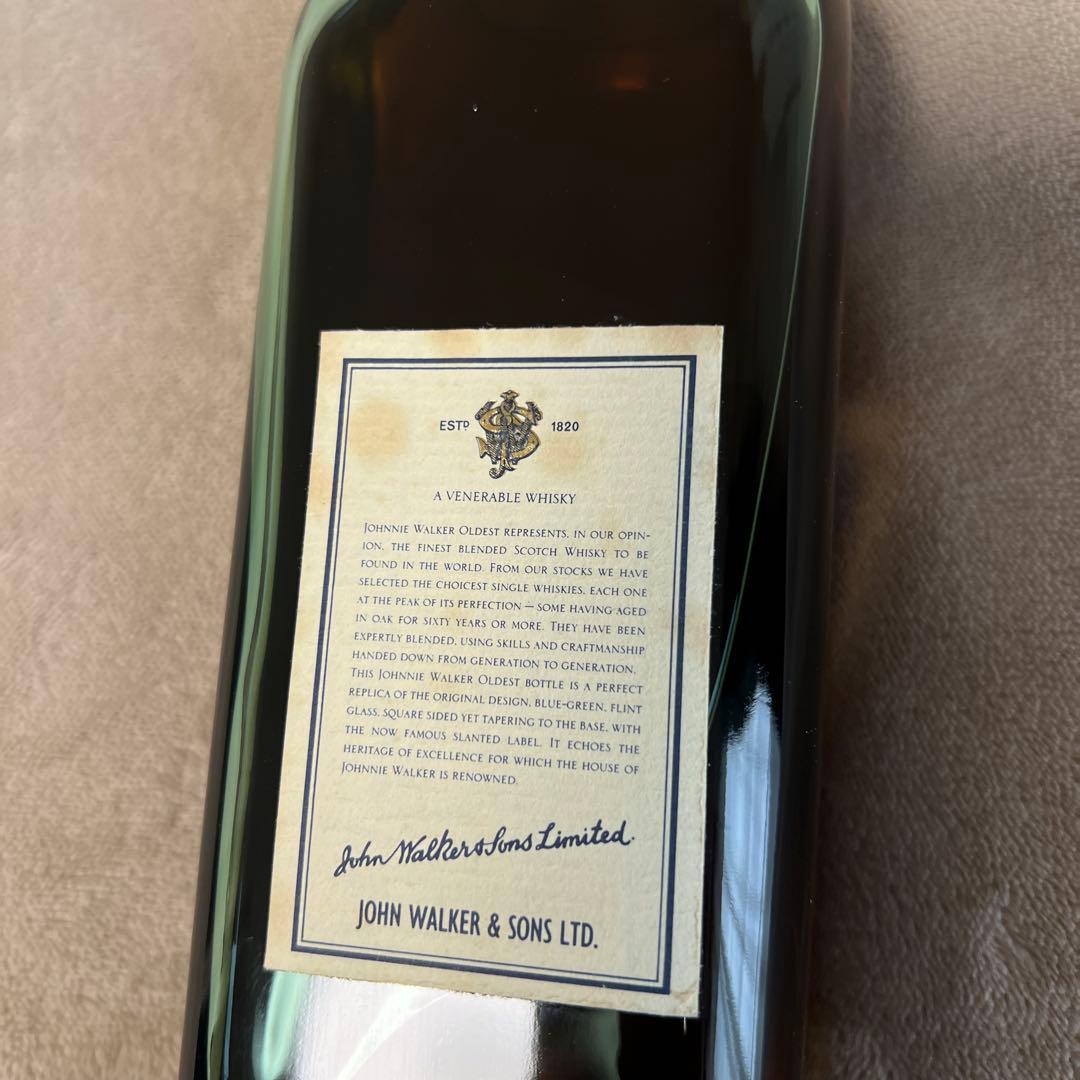 ESTD 1820
A VENERABLE WHISKY
JOHNNIE WALKER OLDEST REPRESENTS, IN OUR OPIN-
ION, THE FINEST BLENDED SCOTCH WHISKY TO BE
FOUND IN THE WORLD. FROM OUR STOCKS WE HAVE
SELECTED THE CHOICEST SINGLE WHISKIES, EACH ONE
AT THE PEAK OF ITS PERFECTION — SOME HAVING AGED
IN OAK FOR SIXTY YEARS OR MORE. THEY HAVE BEEN
EXPERTLY BLENDED, USING SKILLS AND CRAFTMANSHIP
HANDED DOWN FROM GENERATION TO GENERATION.
THIS JOHNNIE WALKER OLDEST BOTTLE IS A PERFECT
REPLICA OF THE ORIGINAL DESIGN, BLUE-GREEN, FLINT
GLASS, SQUARE SIDED YET TAPERING TO THE BASE, WITH
THE NOW FAMOUS SLANTED LABEL. IT ECHOES THE
HERITAGE OF EXCELLENCE FOR WHICH THE HOUSE OF
JOHNNIE WALKER IS RENOWNED.
John Walker & Sons Limited.
JOHN WALKER & SONS LTD.